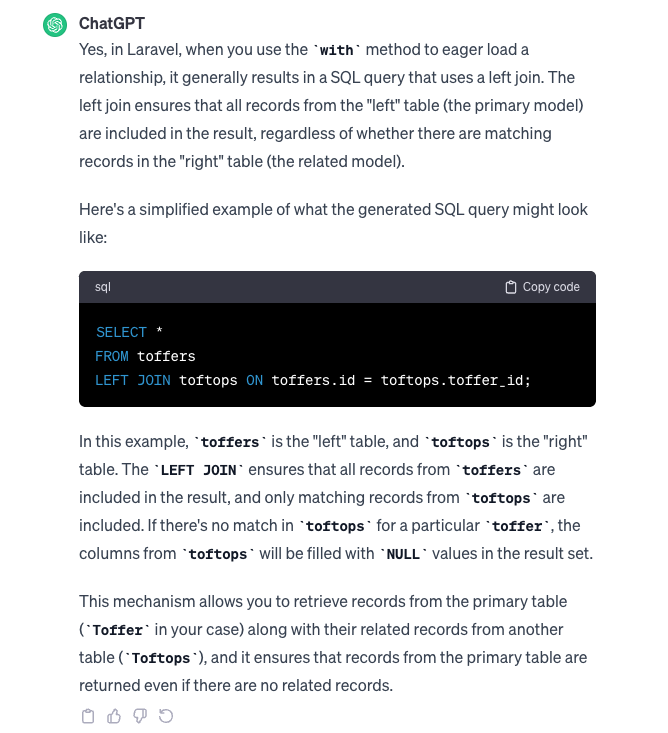 ChatGPT
Yes, in Laravel, when you use the `with` method to eager load a
relationship, it generally results in a SQL query that uses a left join. The
left join ensures that all records from the "left" table (the primary model)
are included in the result, regardless of whether there are matching
records in the "right" table (the related model).
Here's a simplified example of what the generated SQL query might look
like:
sql
Copy code
SELECT *
FROM toffers
LEFT JOIN toftops ON toffers.id = toftops.toffer_id;
In this example, `toffers` is the "left" table, and `toftops` is the "right"
table. The `LEFT JOIN` ensures that all records from `toffers` are
included in the result, and only matching records from `toftops` are
included. If there's no match in `toftops` for a particular `toffer`, the
columns from `toftops` will be filled with `NULL` values in the result set.
This mechanism allows you to retrieve records from the primary table
(`Toffer` in your case) along with their related records from another
table (`Toftops`), and it ensures that records from the primary table are
returned even if there are no related records.